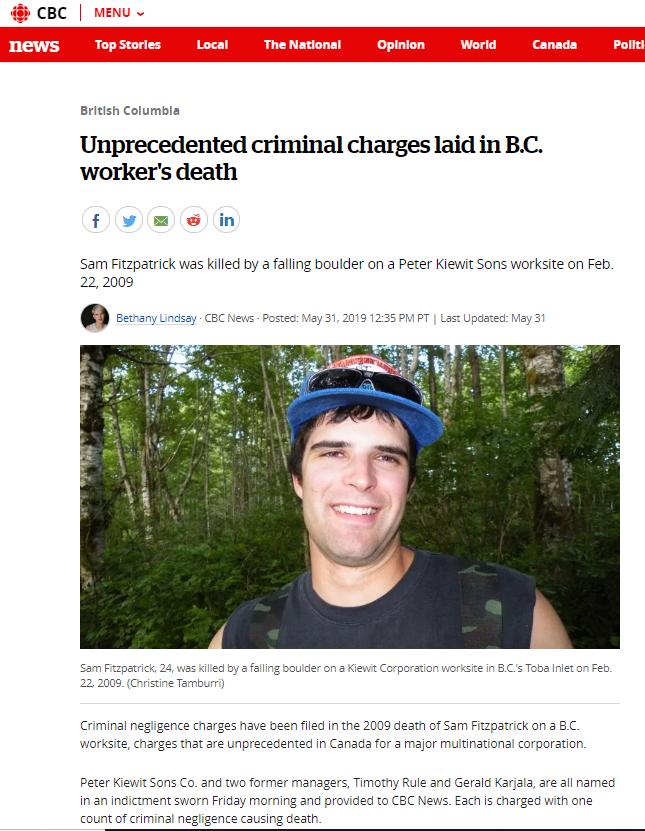 CBC MENU
news Top Stories Local The National Opinion World Canada Politi
British Columbia
Unprecedented criminal charges laid in B.C.
worker's death
Sam Fitzpatrick was killed by a falling boulder on a Peter Kiewit Sons worksite on Feb.
22, 2009
Bethany Lindsay · CBC News · Posted: May 31, 2019 12:35 PM PT | Last Updated: May 31
Sam Fitzpatrick, 24, was killed by a falling boulder on a Kiewit Corporation worksite in B.C.'s Toba Inlet on Feb.
22, 2009. (Christine Tamburri)
Criminal negligence charges have been filed in the 2009 death of Sam Fitzpatrick on a B.C.
worksite, charges that are unprecedented in Canada for a major multinational corporation.
Peter Kiewit Sons Co. and two former managers, Timothy Rule and Gerald Karjala, are all named
in an indictment sworn Friday morning and provided to CBC News. Each is charged with one
count of criminal negligence causing death.